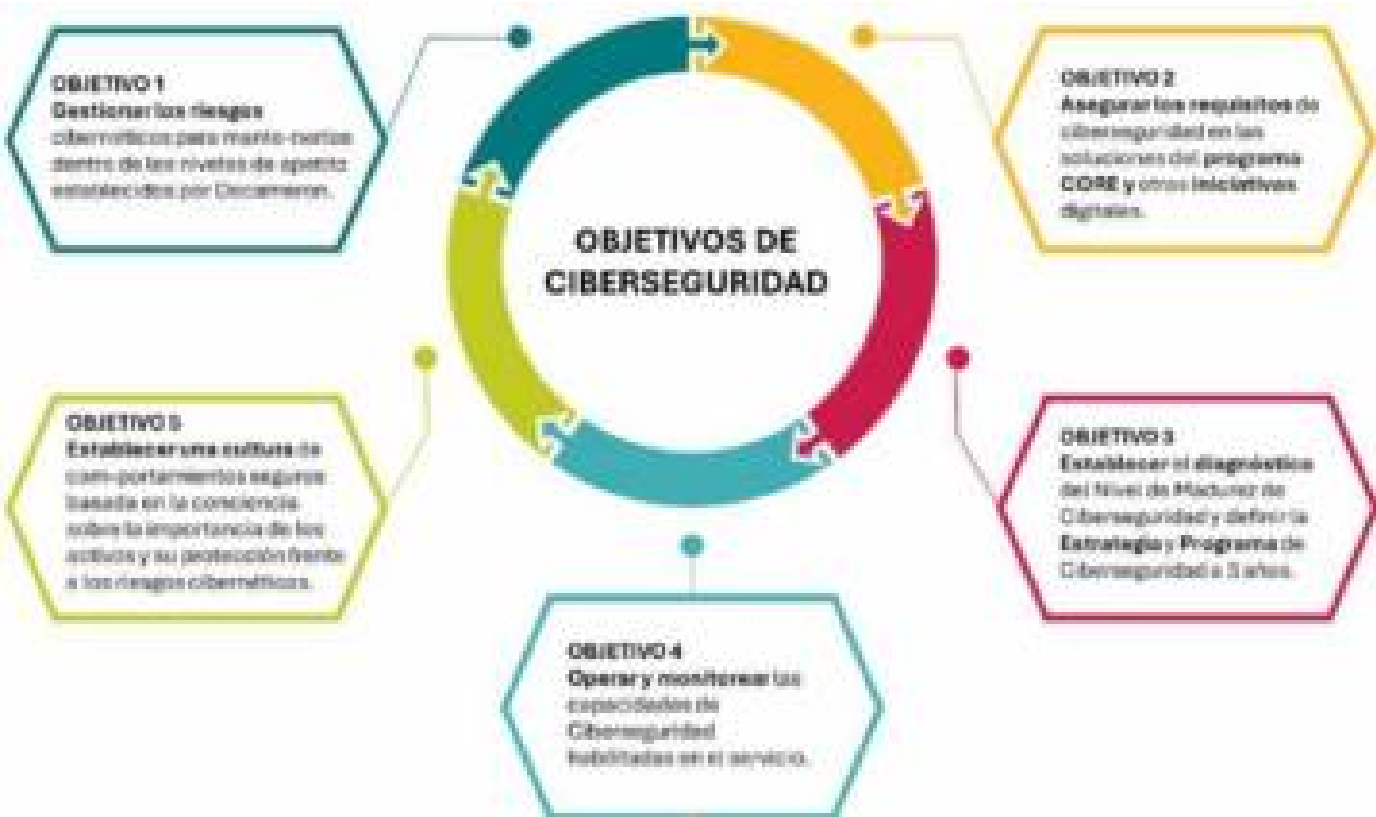 OBJETIVO 1
Gestionar los riesgos
cibernéticos para mante-nerlos
dentro de los niveles de apetito
establecidos por Decameron.
OBJETIVO 2
Asegurar los requisitos de
ciberseguridad en las
soluciones del programa
CORE y otras iniciativas
digitales.
OBJETIVOS DE
CIBERSEGURIDAD
OBJETIVO 3
Establecer el diagnóstico
del Nivel de Madurez de
Ciberseguridad y definir la
Estrategia y Programa de
Ciberseguridad a 3 años.
OBJETIVO 4
Operar y monitorear las
capacidades de
Ciberseguridad
habilitadas en el servicio.
OBJETIVO 5
Establecer una cultura de
com-portamientos seguros
basada en la conciencia
sobre la importancia de los
activos y su protección frente
a los riesgos cibernéticos.